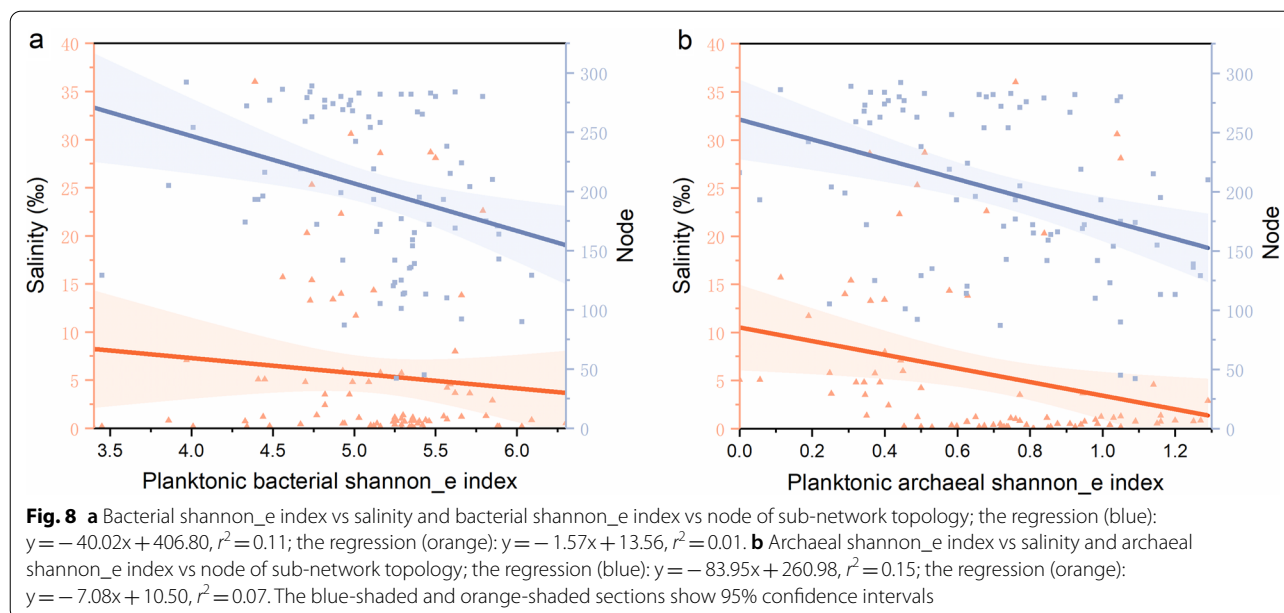 a
b
40
35
30
25
20
15
10
5
0
Salinity (‰)
300
250
200
150
100
50
0
Node
3.5 4.0 4.5 5.0 5.5 6.0
Planktonic bacterial shannon_e index
40
35
30
25
20
15
10
5
0
Salinity (‰)
300
250
200
150
100
50
0
Node
0.0 0.2 0.4 0.6 0.8 1.0 1.2
Planktonic archaeal shannon_e index
Fig. 8 a Bacterial shannon_e index vs salinity and bacterial shannon_e index vs node of sub-network topology; the regression (blue):
y = − 40.02x + 406.80, r² = 0.11; the regression (orange): y = − 1.57x + 13.56, r² = 0.01. b Archaeal shannon_e index vs salinity and archaeal
shannon_e index vs node of sub-network topology; the regression (blue): y = − 83.95x + 260.98, r² = 0.15; the regression (orange):
y = − 7.08x + 10.50, r² = 0.07. The blue-shaded and orange-shaded sections show 95% confidence intervals